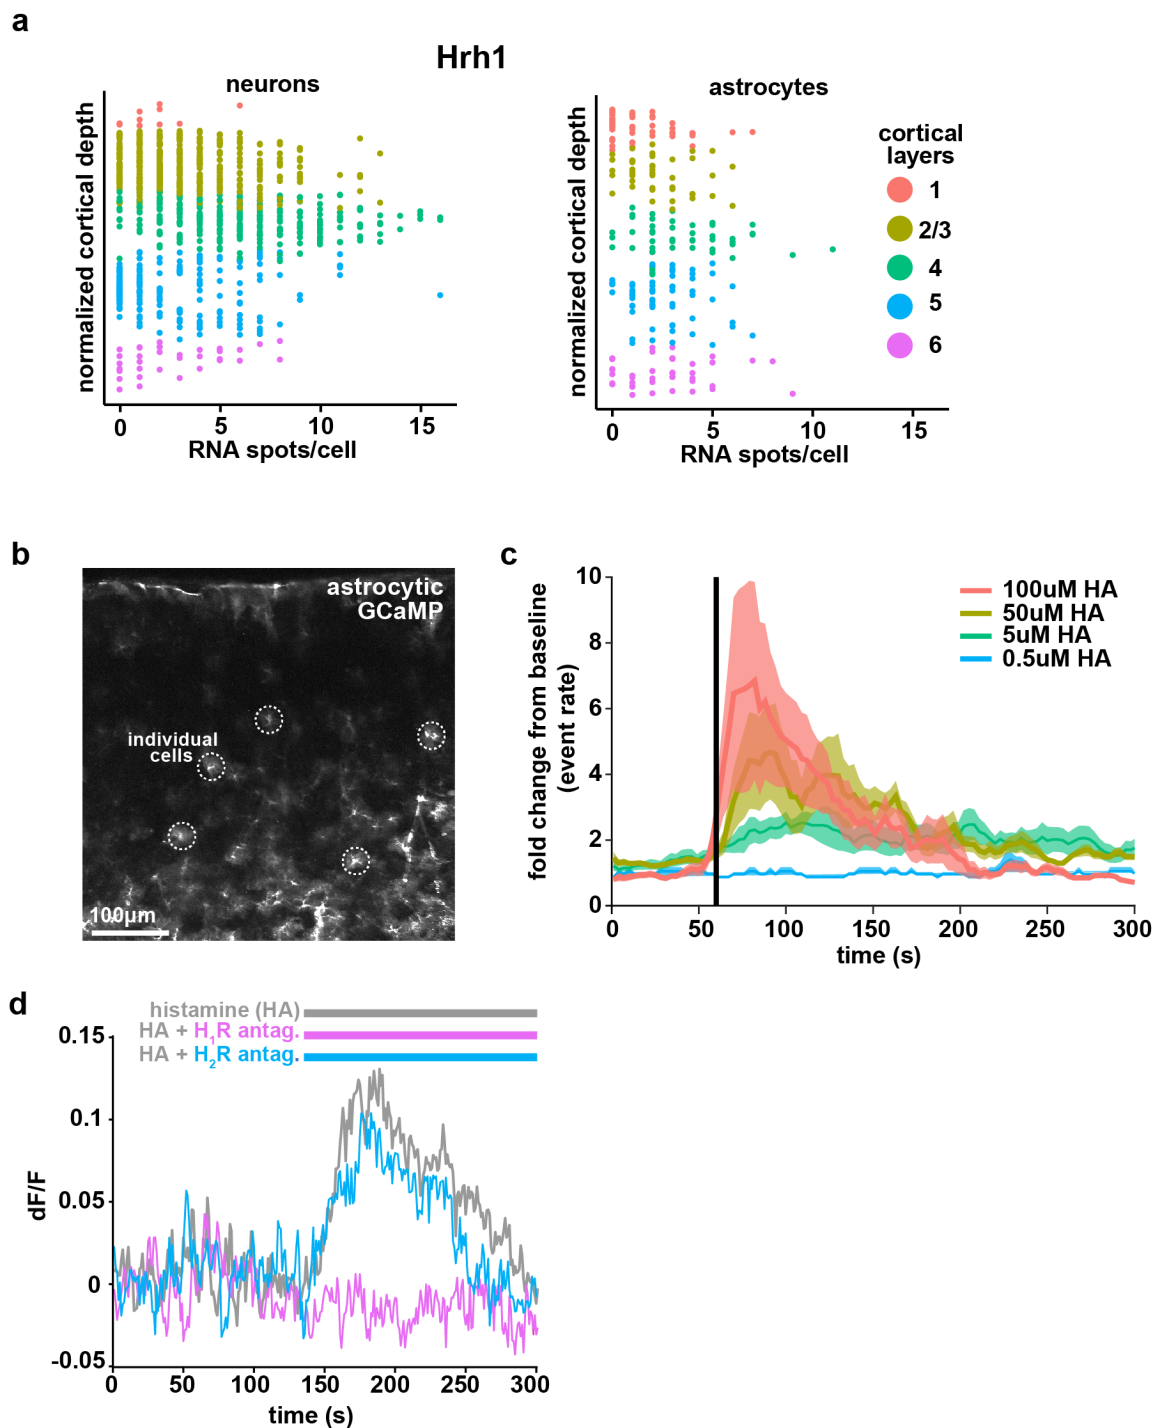 a
Hrh1
neurons
normalized cortical depth
0 5 10 15
RNA spots/cell
astrocytes
normalized cortical depth
0 5 10 15
RNA spots/cell
cortical
layers
1
2/3
4
5
6
b
astrocytic
GCaMP
individual
cells
100µm
c
fold change from baseline
(event rate)
10
8
6
4
2
0
0 50 100 150 200 250 300
time (s)
100uM HA
50uM HA
5uM HA
0.5uM HA
d
histamine (HA)
HA + H1R antag.
HA + H2R antag.
dF/F
0.15
0.1
0.05
0
-0.05
0 50 100 150 200 250 300
time (s)